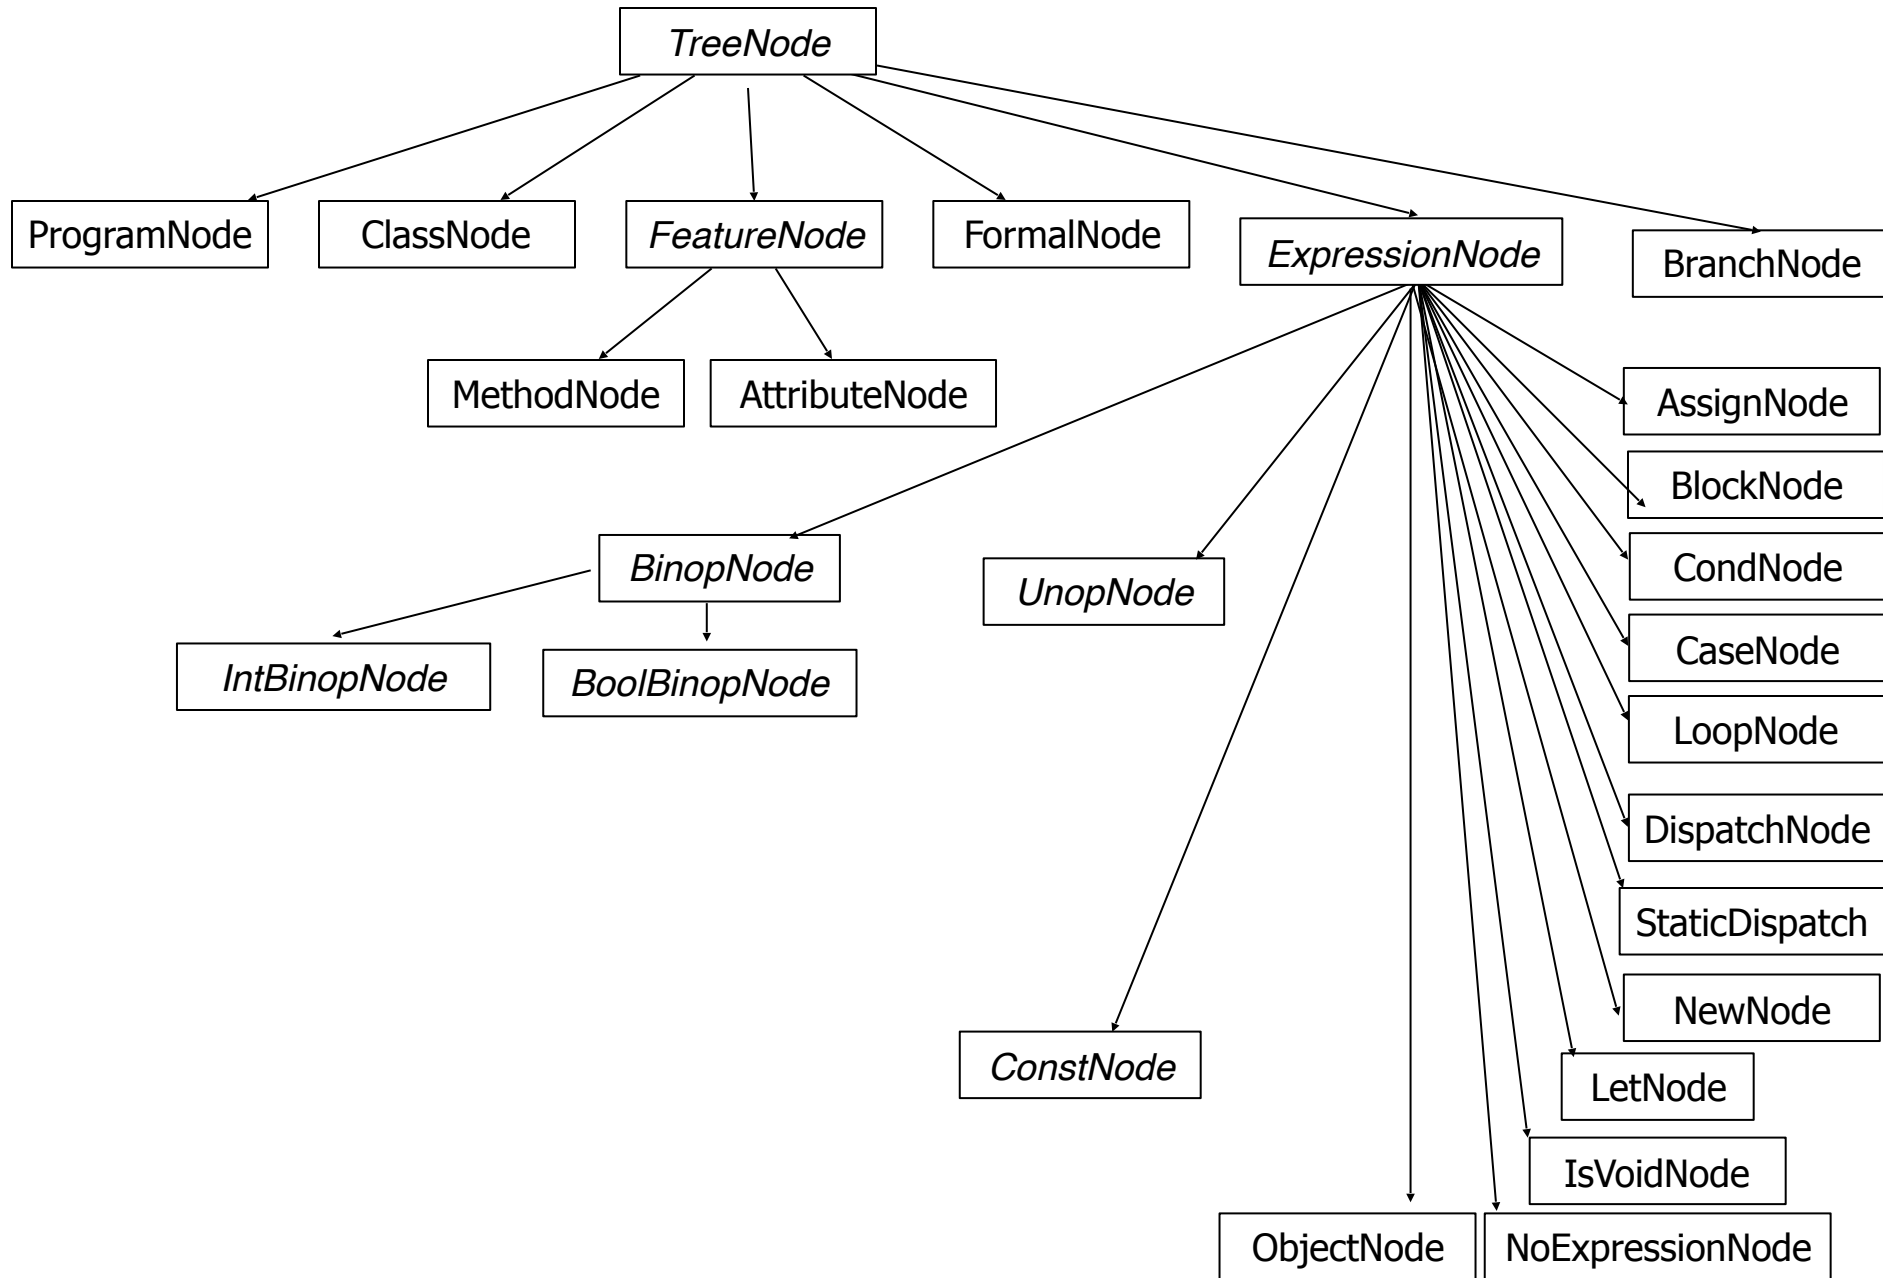 TreeNode
ProgramNode
ClassNode
FeatureNode
FormalNode
ExpressionNode
BranchNode
MethodNode
AttributeNode
AssignNode
BlockNode
BinopNode
UnopNode
CondNode
IntBinopNode
BoolBinopNode
CaseNode
LoopNode
DispatchNode
StaticDispatch
NewNode
ConstNode
LetNode
IsVoidNode
ObjectNode
NoExpressionNode